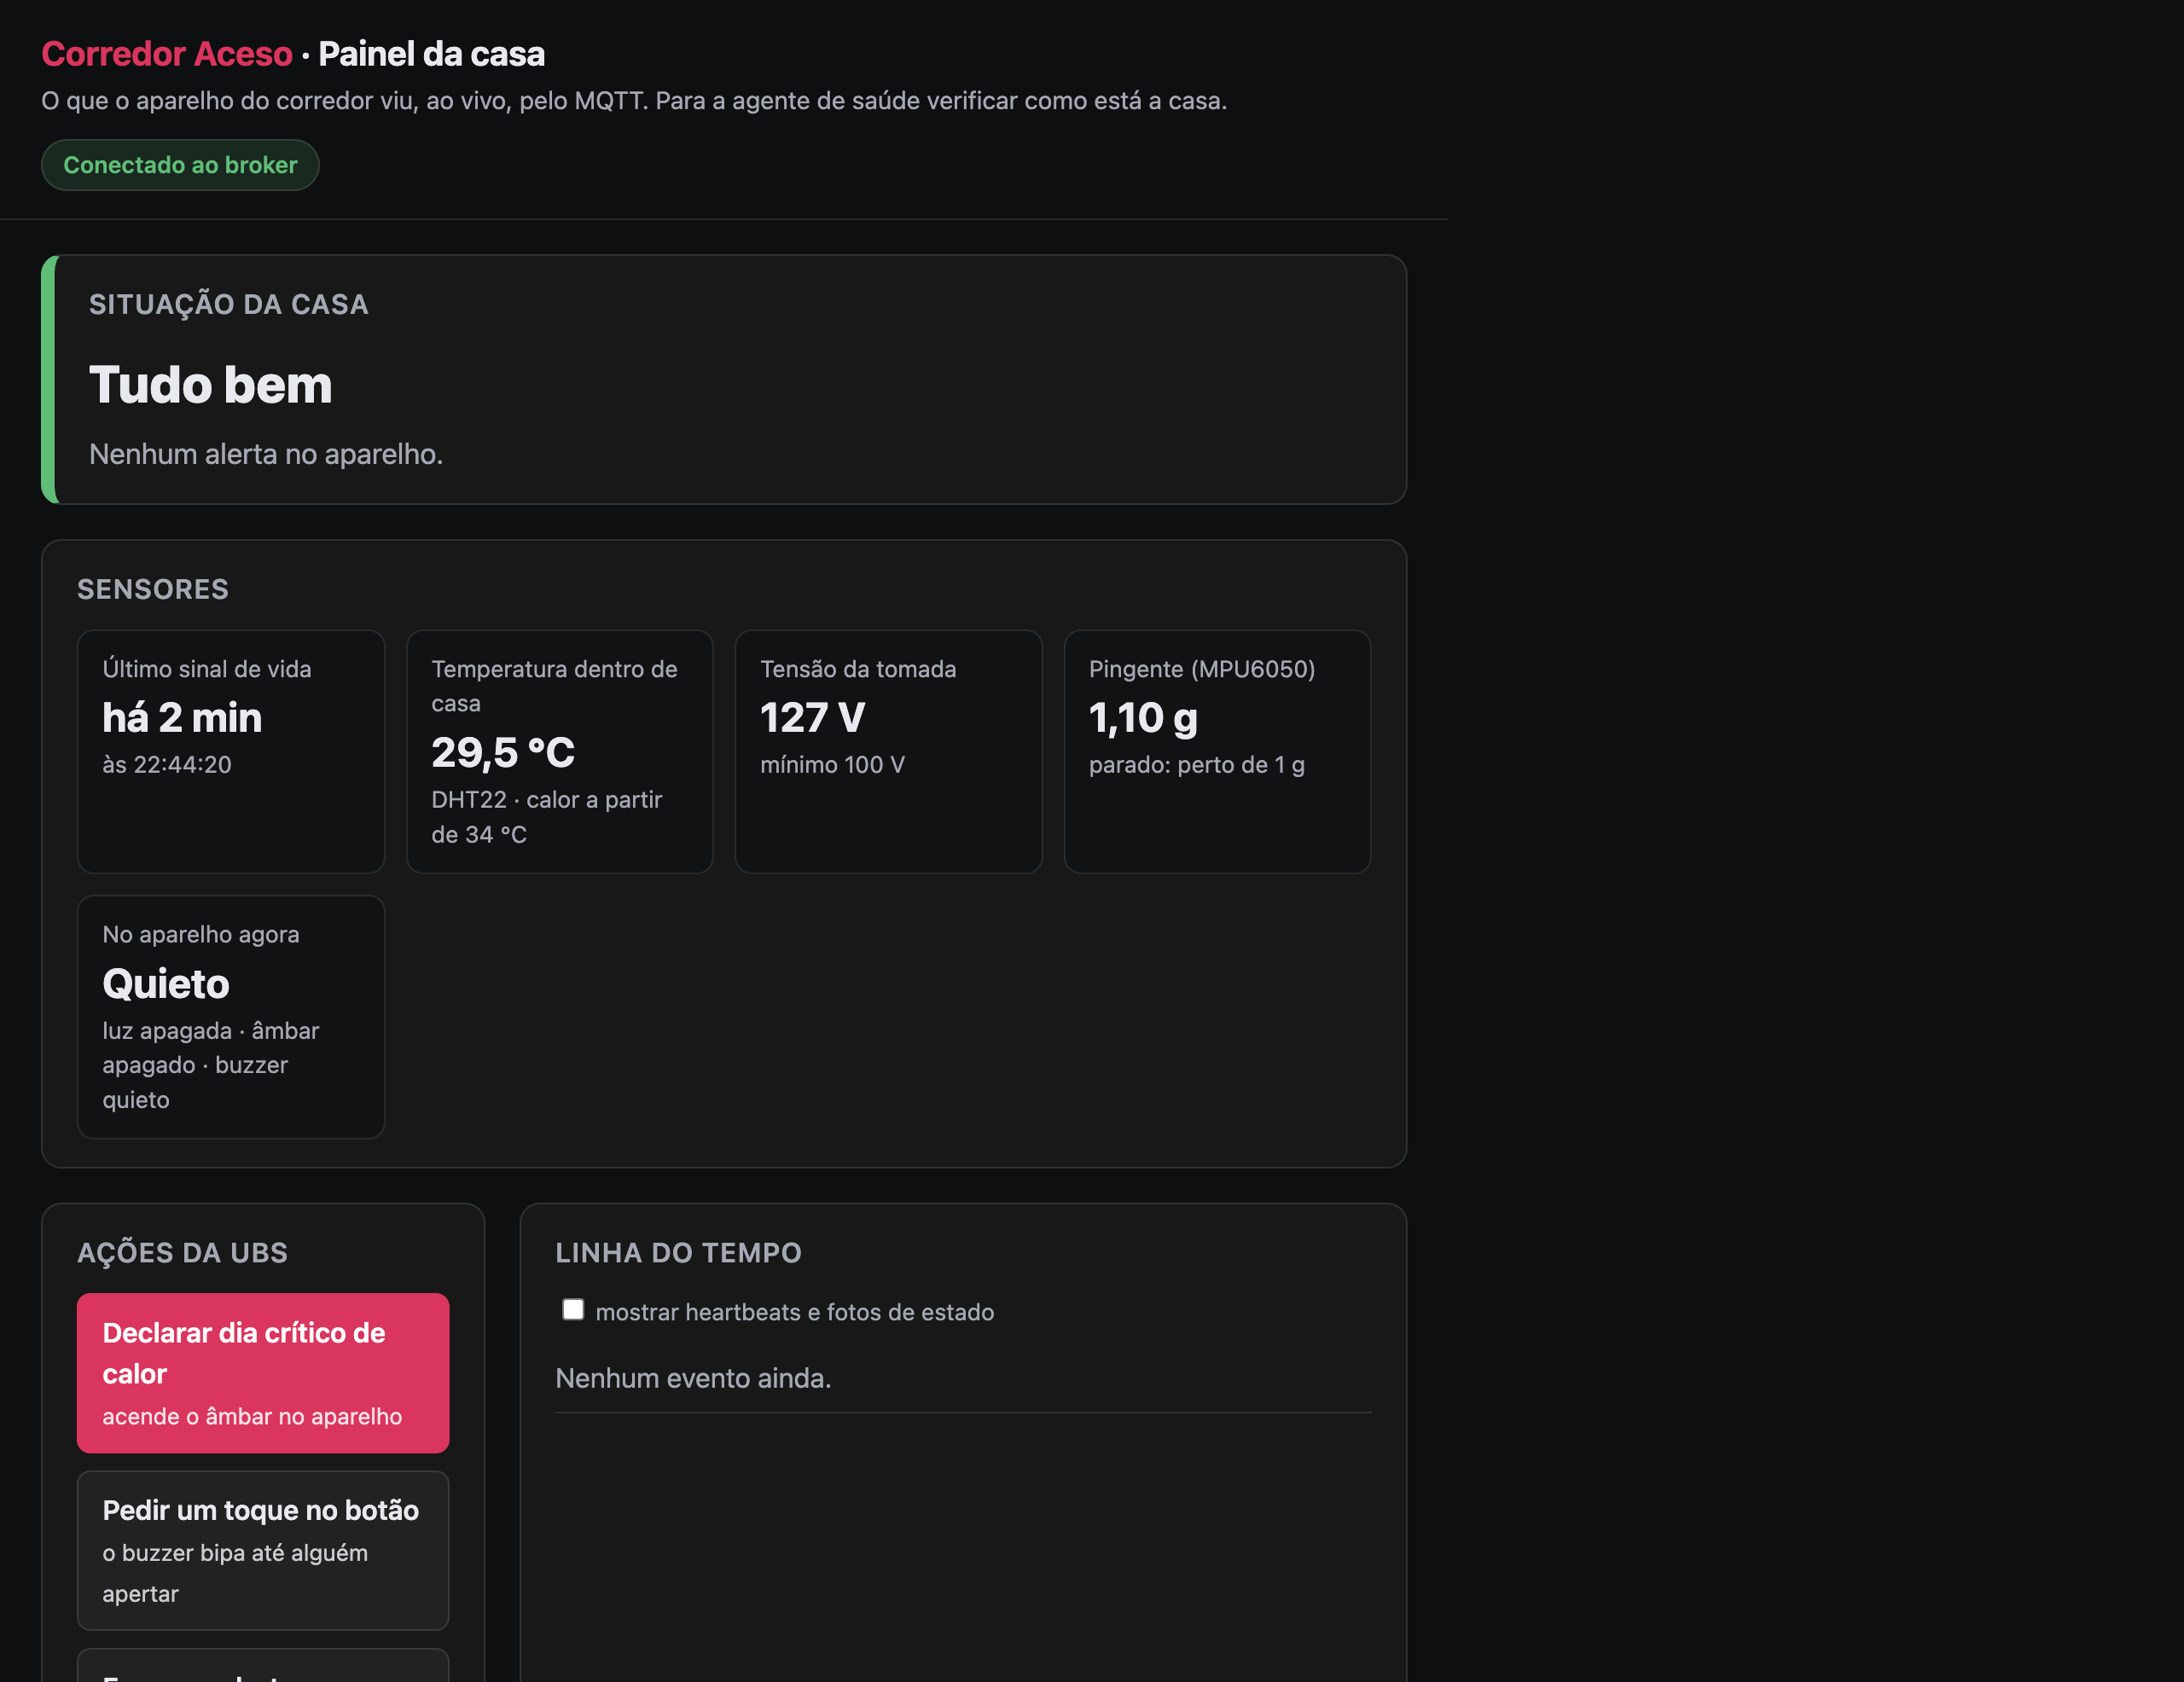 Corredor Aceso · Painel da casa
O que o aparelho do corredor viu, ao vivo, pelo MQTT. Para a agente de saúde verificar como está a casa.
Conectado ao broker
SITUAÇÃO DA CASA
Tudo bem
Nenhum alerta no aparelho.
SENSORES
Último sinal de vida
há 2 min
às 22:44:20
Temperatura dentro de
casa
29,5 °C
DHT22 · calor a partir
de 34 °C
Tensão da tomada
127 V
mínimo 100 V
Pingente (MPU6050)
1,10 g
parado: perto de 1 g
No aparelho agora
Quieto
luz apagada · âmbar
apagado · buzzer
quieto
AÇÕES DA UBS
Declarar dia crítico de
calor
acende o âmbar no aparelho
Pedir um toque no botão
o buzzer bipa até alguém
apertar
LINHA DO TEMPO
mostrar heartbeats e fotos de estado
Nenhum evento ainda.